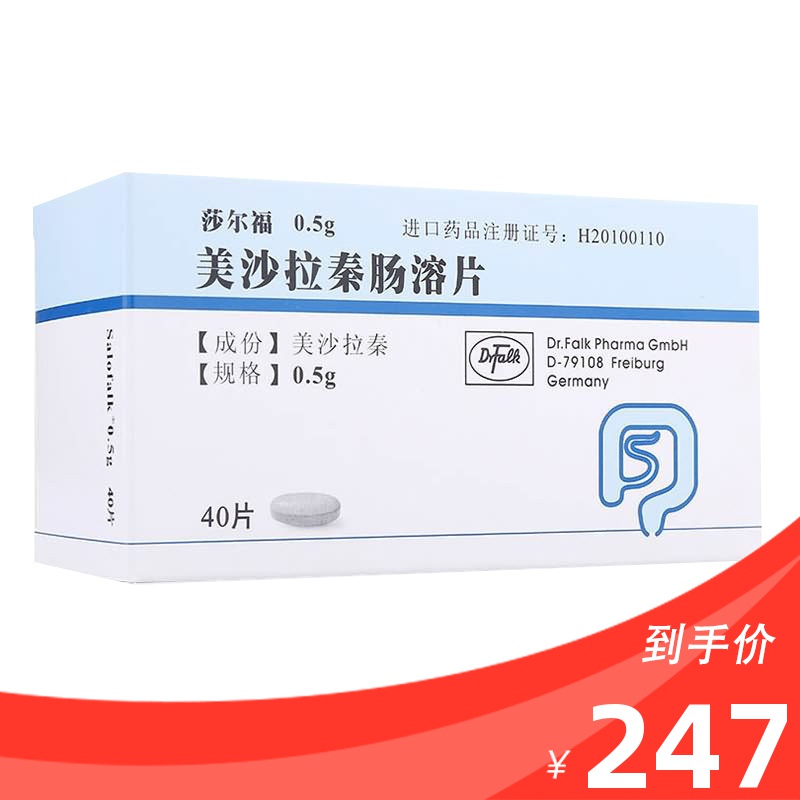 莎尔福 0.5g
进口药品注册证号：H20100110
美沙拉秦肠溶片
【成份】美沙拉秦
【规格】0.5g
Dr.Falk
Dr.Falk Pharma GmbH
D-79108 Freiburg
Germany
40片
Salofalk®0.5g 40片
到手价
¥ 247